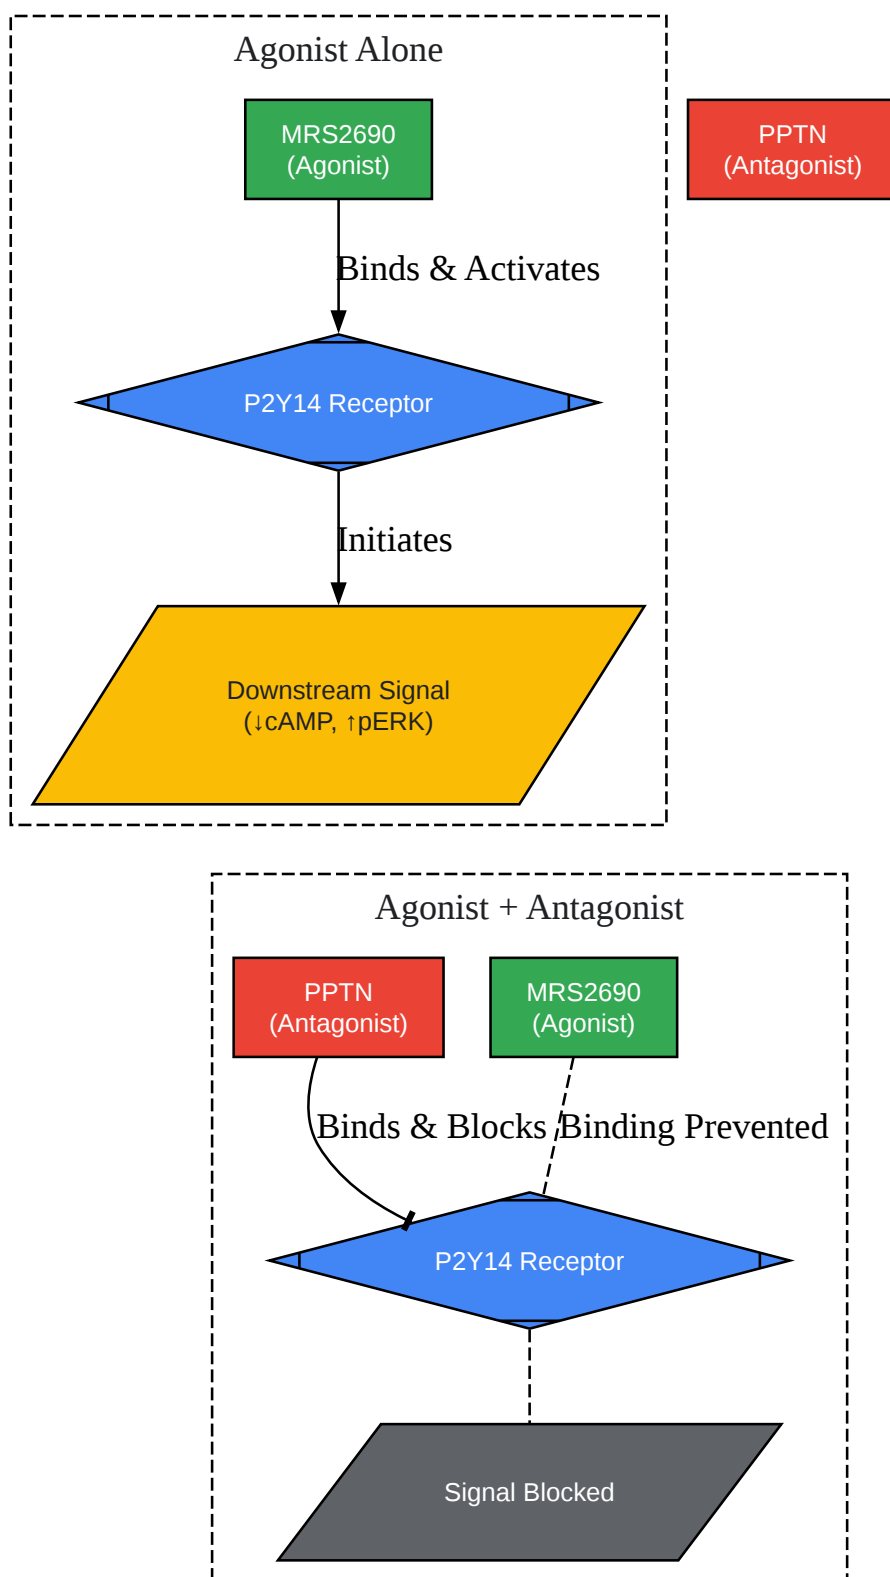 Agonist Alone
MRS2690
(Agonist)
PPTN
(Antagonist)
Binds & Activates
P2Y14 Receptor
Initiates
Downstream Signal
(↓cAMP, ↑pERK)
Agonist + Antagonist
PPTN
(Antagonist)
MRS2690
(Agonist)
Binds & Blocks
Binding Prevented
P2Y14 Receptor
Signal Blocked